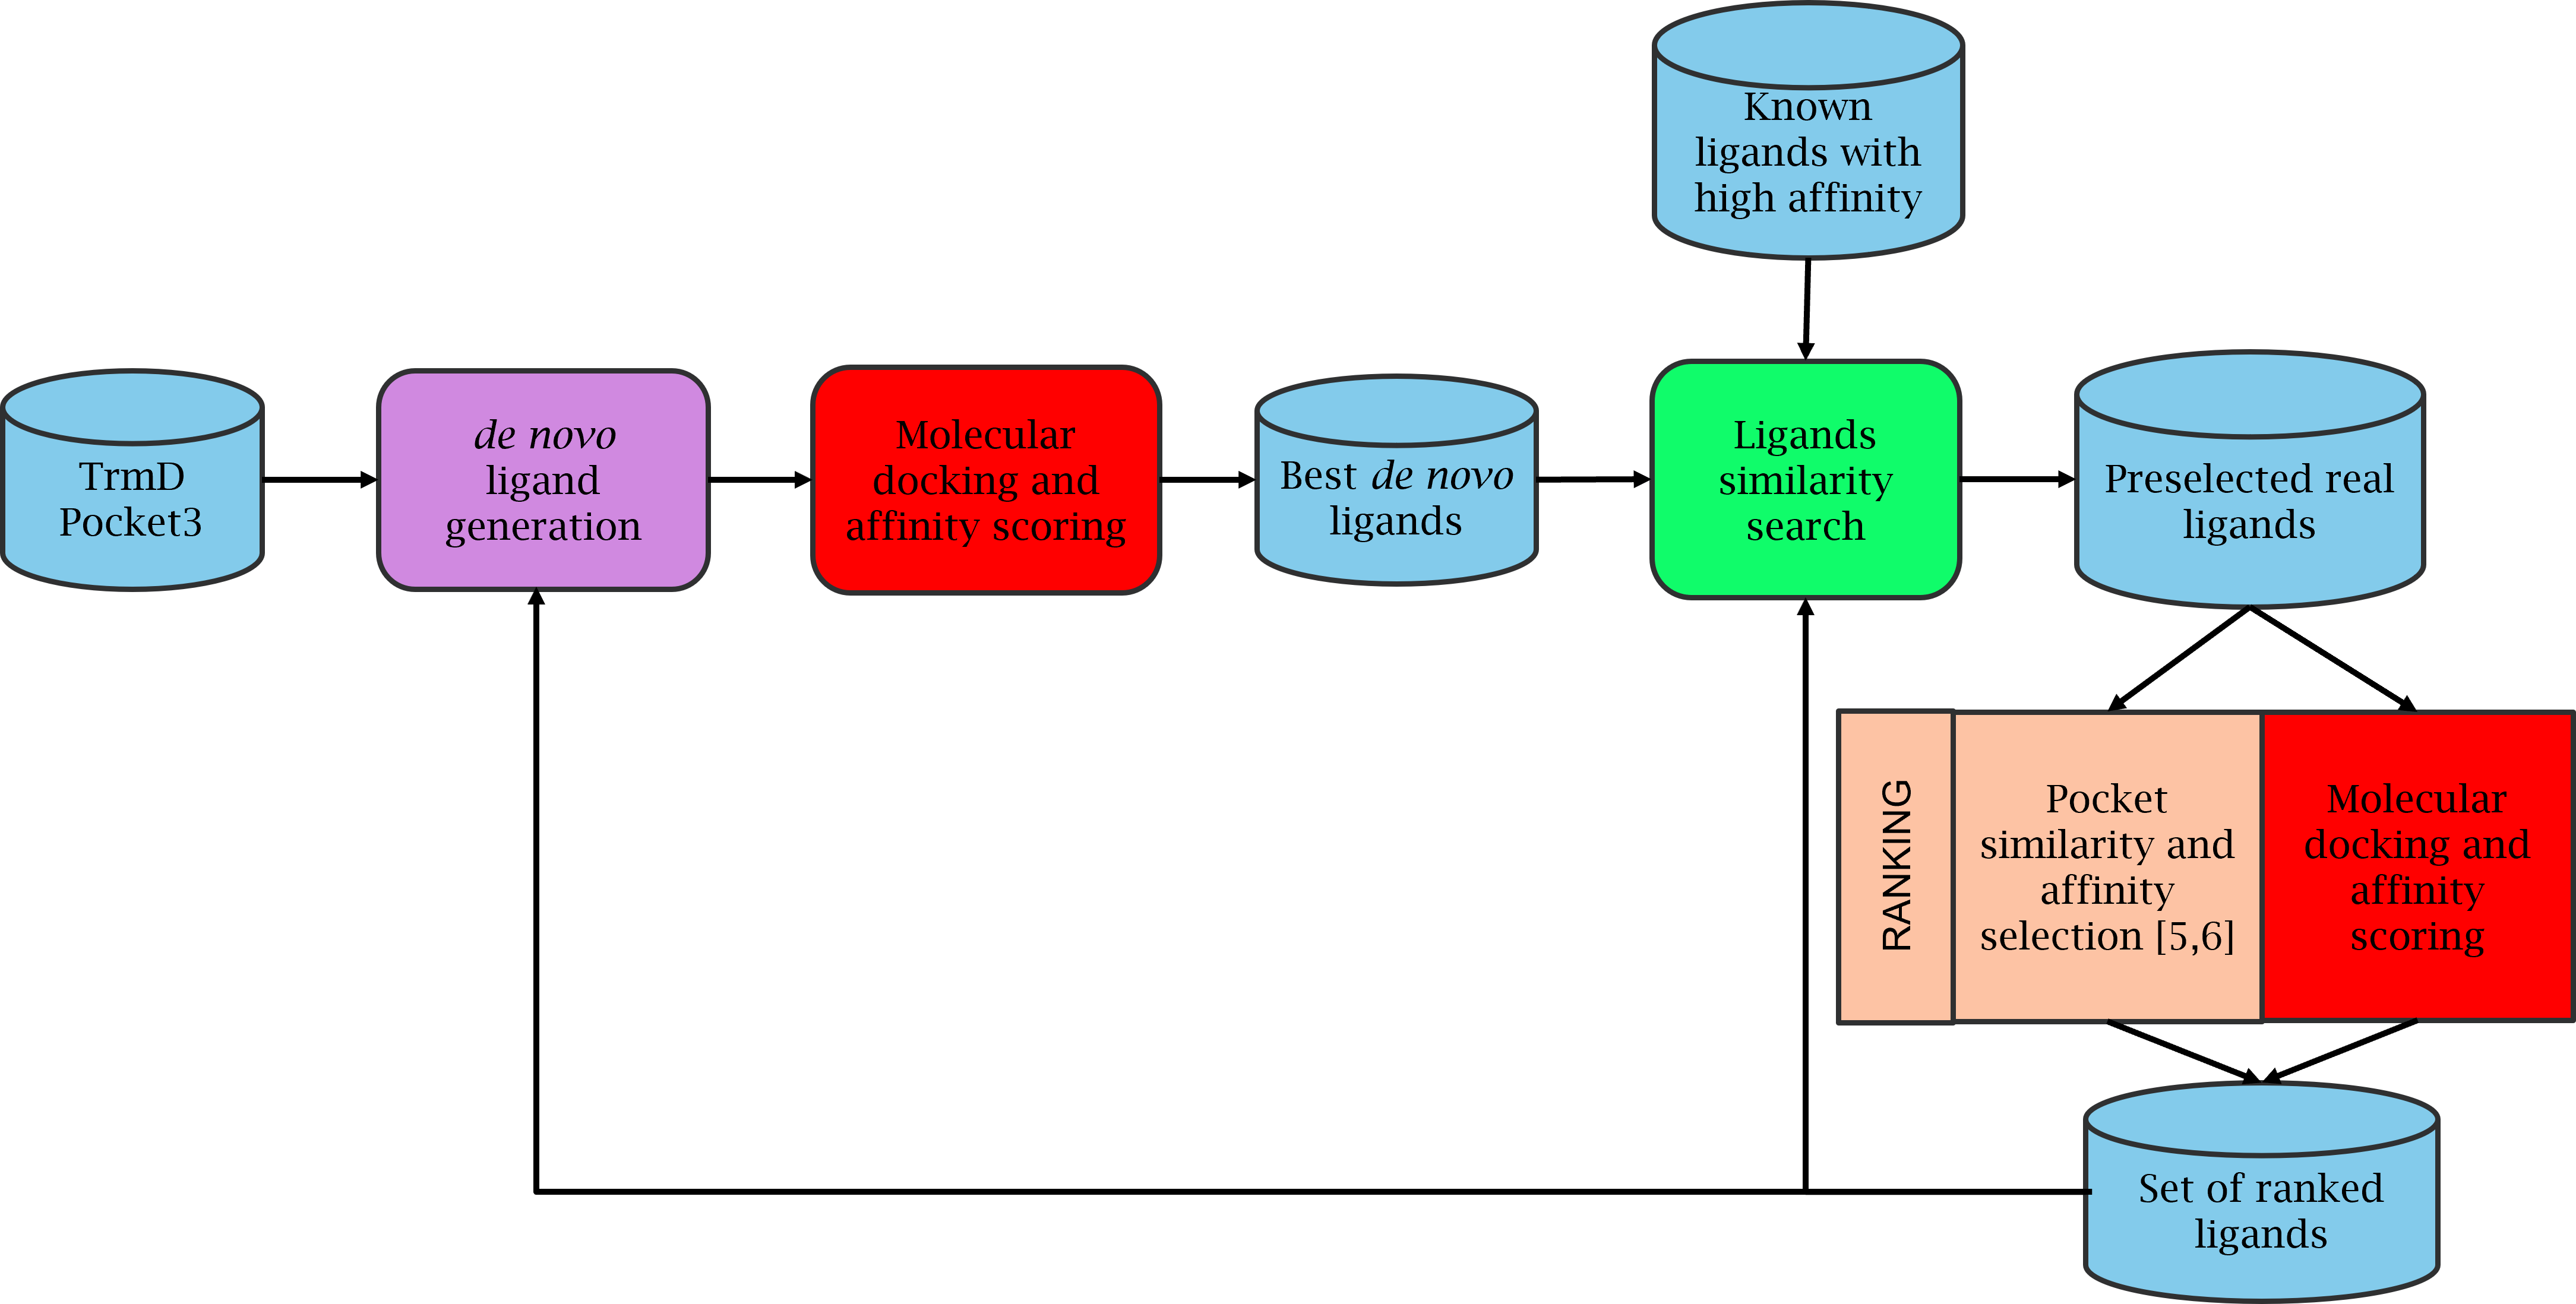 Known
ligands with
high affinity
TrmD
Pocket3
de novo
ligand
generation
Molecular
docking and
affinity scoring
Best de novo
ligands
Ligands
similarity
search
Preselected real
ligands
RANKING
Pocket
similarity and
affinity
selection [5,6]
Molecular
docking and
affinity
scoring
Set of ranked
ligands